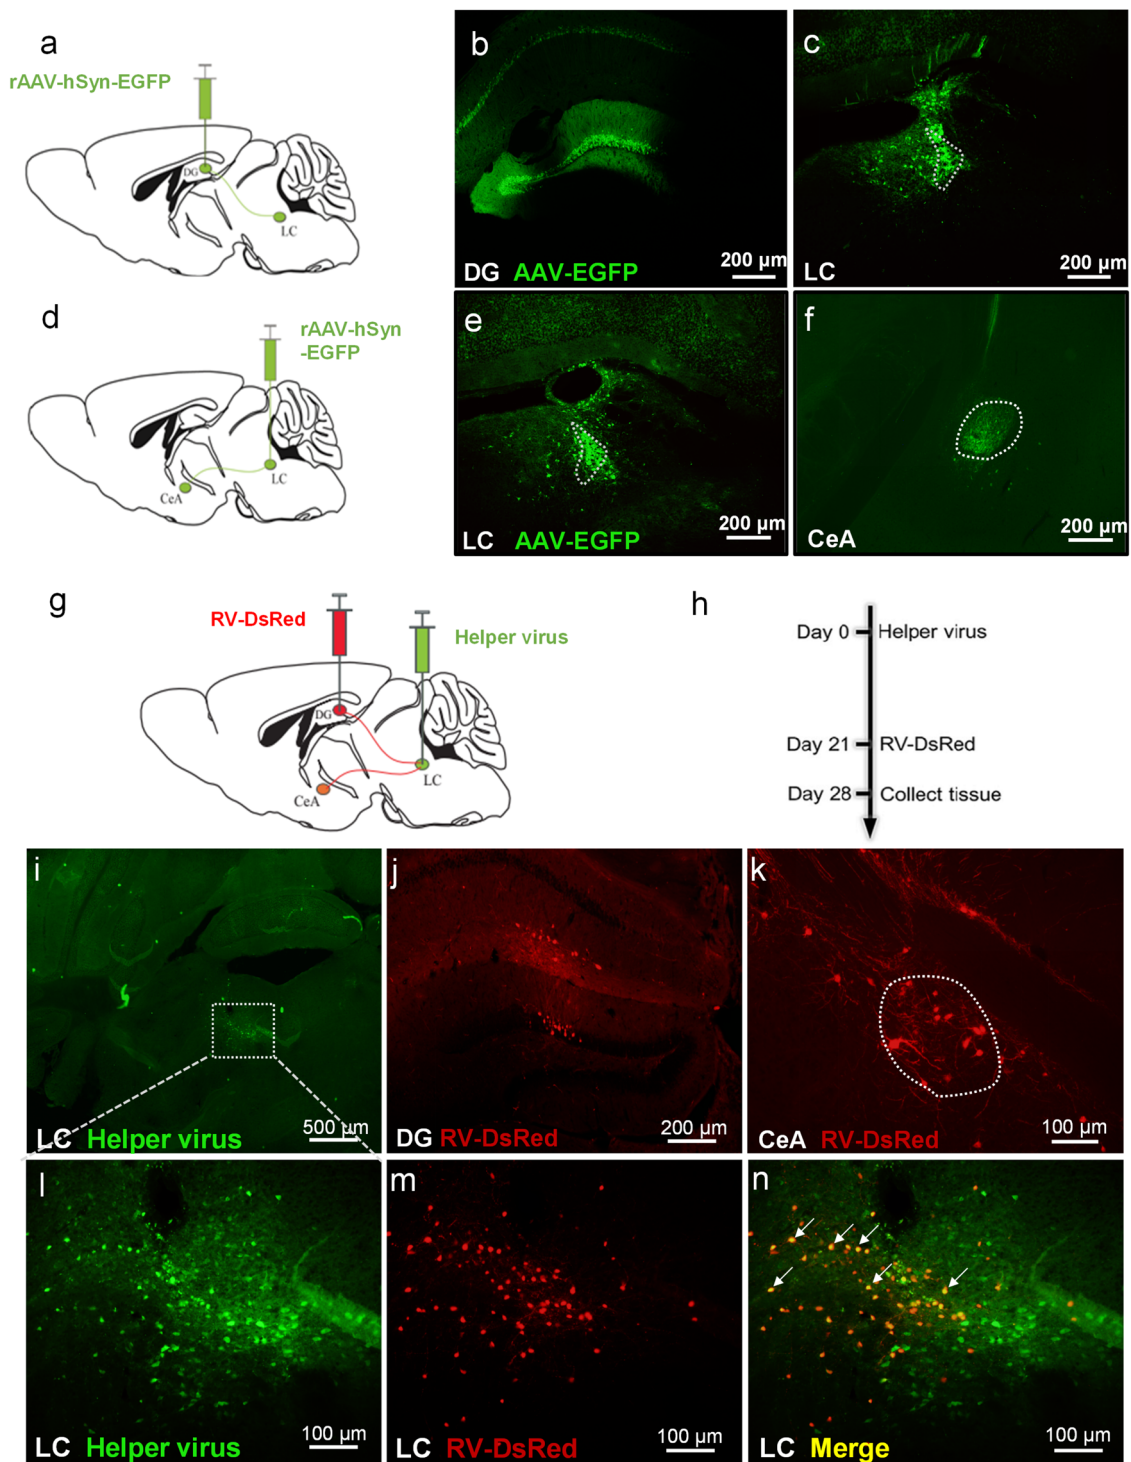 a
rAAV-hSyn-EGFP
DG
LC
b
DG AAV-EGFP
200 µm
c
LC
200 µm
d
rAAV-hSyn
-EGFP
CeA
LC
e
LC AAV-EGFP
200 µm
f
CeA
200 µm
g
RV-DsRed
Helper virus
DG
LC
CeA
h
Day 0 Helper virus
Day 21 RV-DsRed
Day 28 Collect tissue
i
LC Helper virus
500 µm
j
DG RV-DsRed
200 µm
k
CeA RV-DsRed
100 µm
l
LC Helper virus
100 µm
m
LC RV-DsRed
100 µm
n
LC Merge
100 µm